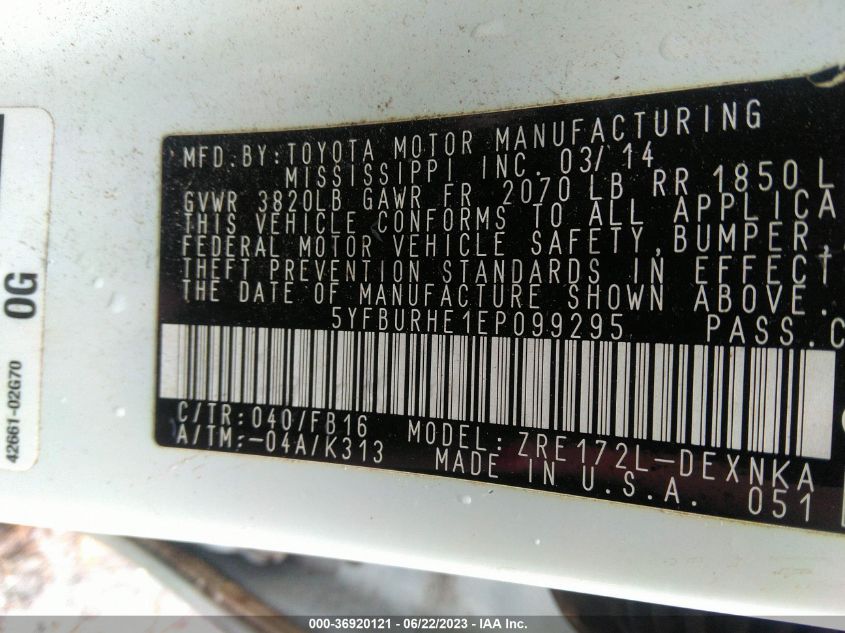 MFD. BY: TOYOTA MOTOR MANUFACTURING
MISSISSIPPI INC. 03/14
GVWR 3820LB GAWR FR 2070 LB RR 1850 L
THIS VEHICLE CONFORMS TO ALL APPLICA
FEDERAL MOTOR VEHICLE SAFETY, BUMPER,
THEFT PREVENTION STANDARDS IN EFFECT
THE DATE OF MANUFACTURE SHOWN ABOVE.
5YFBURHE1EP099295 PASS.C
C/TR: 040/FB16 MODEL: ZRE172L-DEXNKA
A/TM:-04A/K313 MADE IN U.S.A. 051
0G
42661-02G70
000-36920121 - 06/22/2023 - IAA Inc.